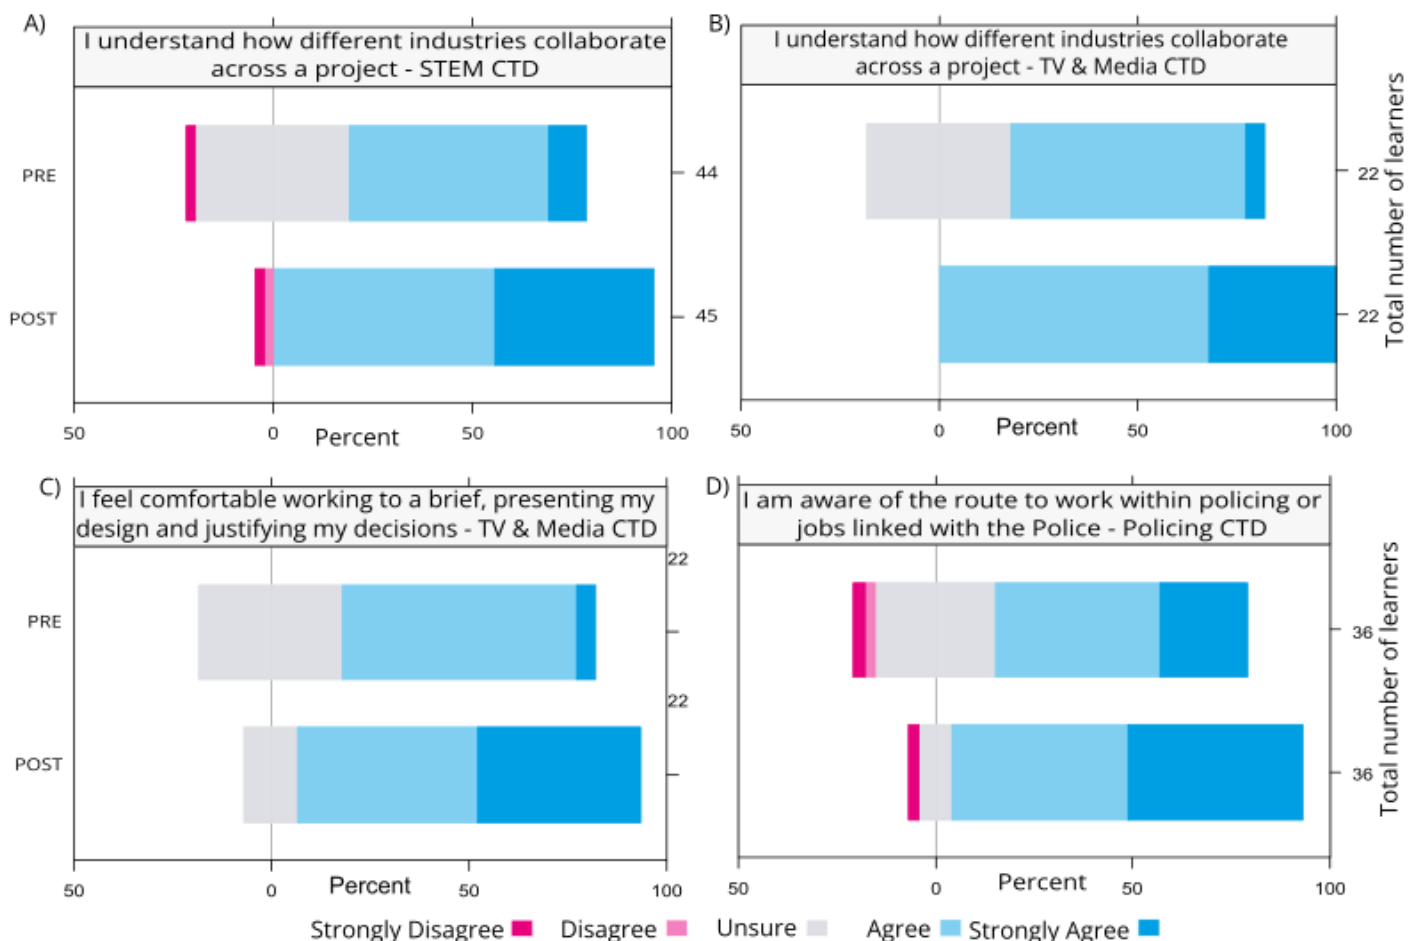 A)
I understand how different industries collaborate
across a project - STEM CTD
PRE
44
POST
45
50 0 50 100
Percent
B)
I understand how different industries collaborate
across a project - TV & Media CTD
22
22
Total number of learners
50 0 50 100
Percent
C)
I feel comfortable working to a brief, presenting my
design and justifying my decisions - TV & Media CTD
22
PRE
22
POST
50 0 50 100
Percent
D)
I am aware of the route to work within policing or
jobs linked with the Police - Policing CTD
36
36
Total number of learners
50 0 50 100
Percent
Strongly Disagree Disagree Unsure Agree Strongly Agree